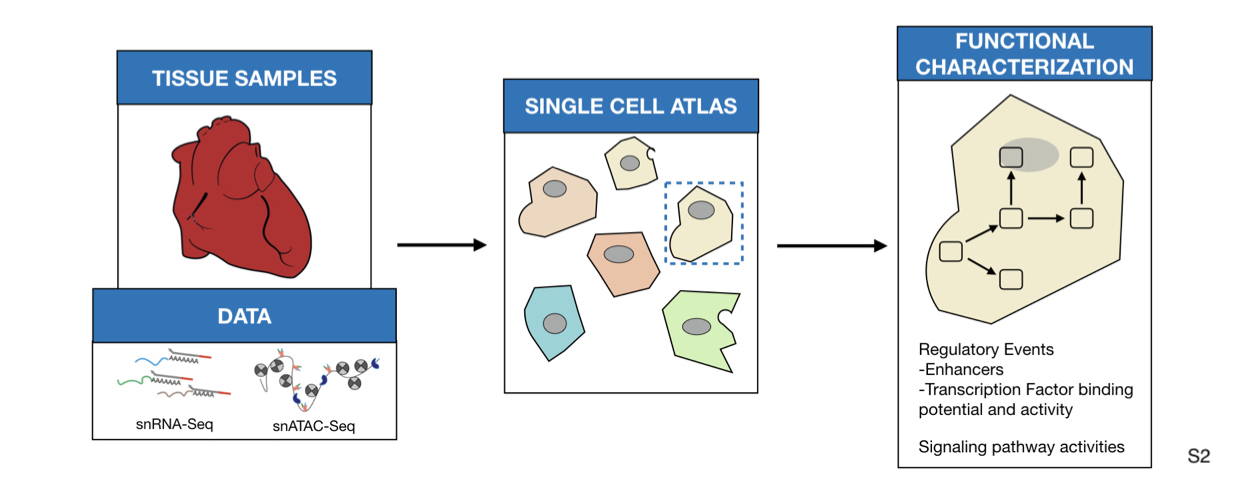 TISSUE SAMPLES
DATA
snRNA-Seq
snATAC-Seq
SINGLE CELL ATLAS
FUNCTIONAL
CHARACTERIZATION
Regulatory Events
-Enhancers
-Transcription Factor binding
potential and activity
Signaling pathway activities
S2